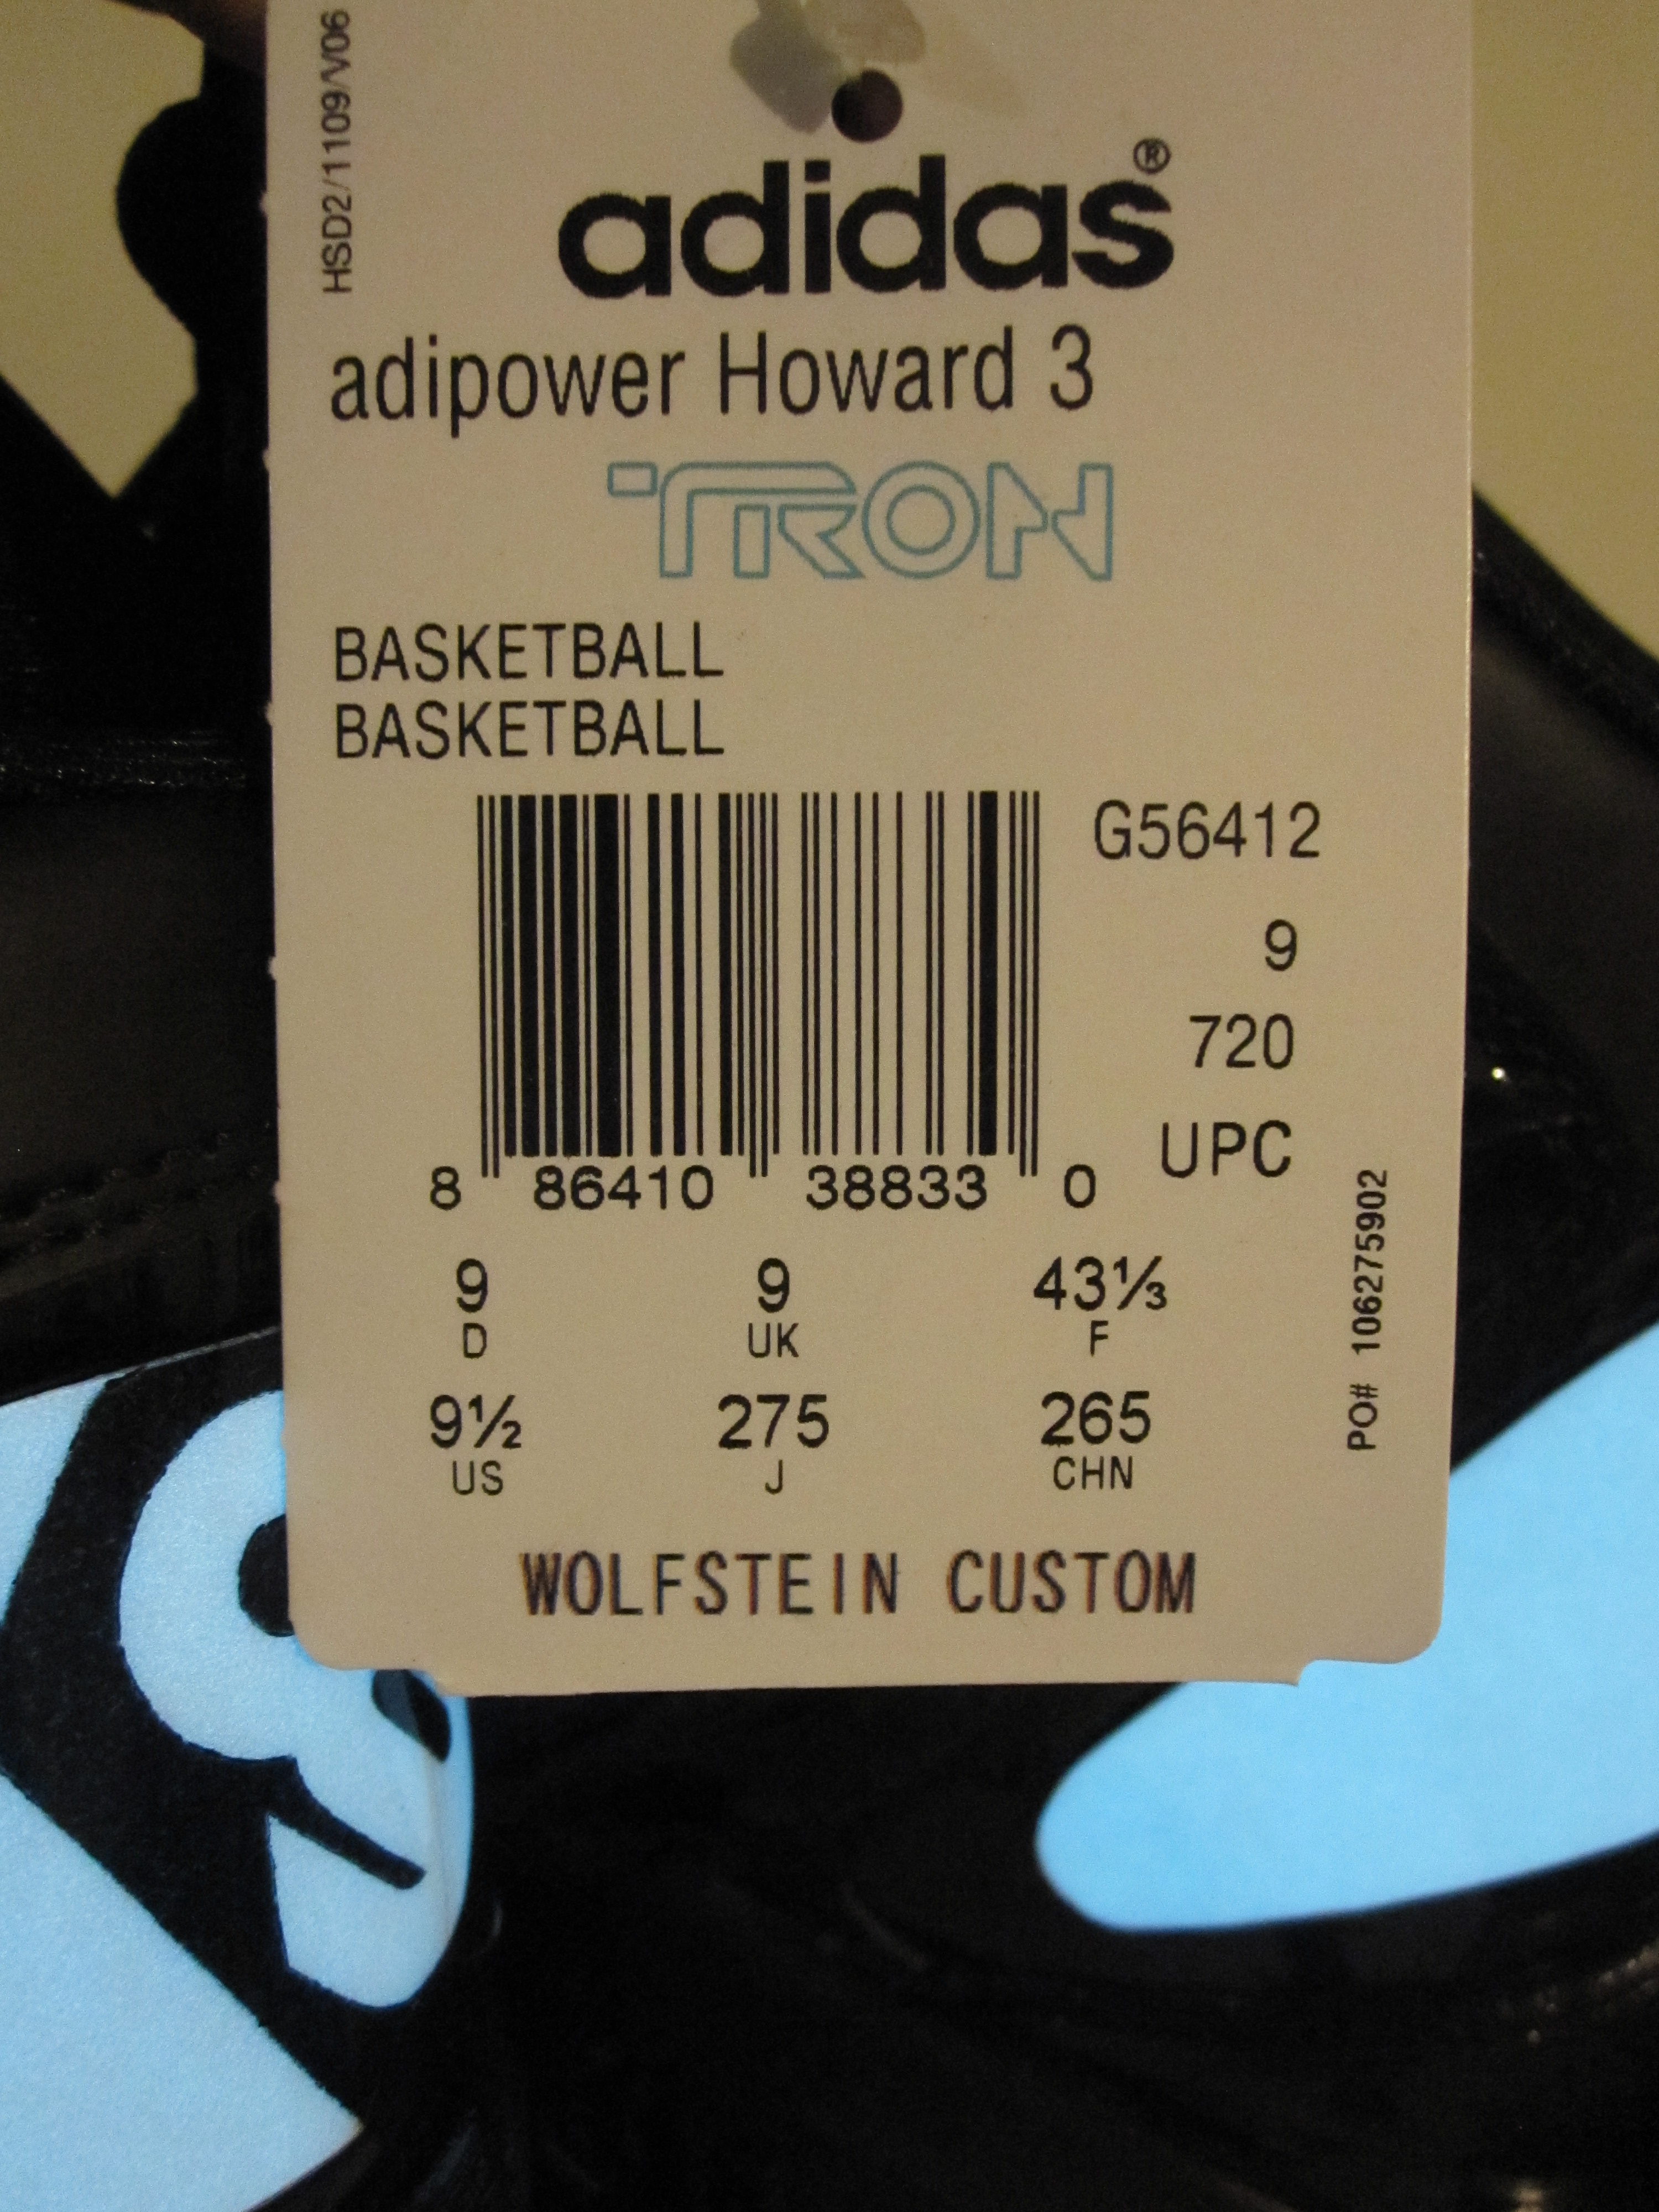 HSD2/1109/V06
adidas®
adipower Howard 3
TRON
BASKETBALL
BASKETBALL
G56412
9
720
UPC
8 86410 38833 0
9 9 43⅓
D UK F
9½ 275 265
US J CHN
PO# 106275902
WOLFSTEIN CUSTOM